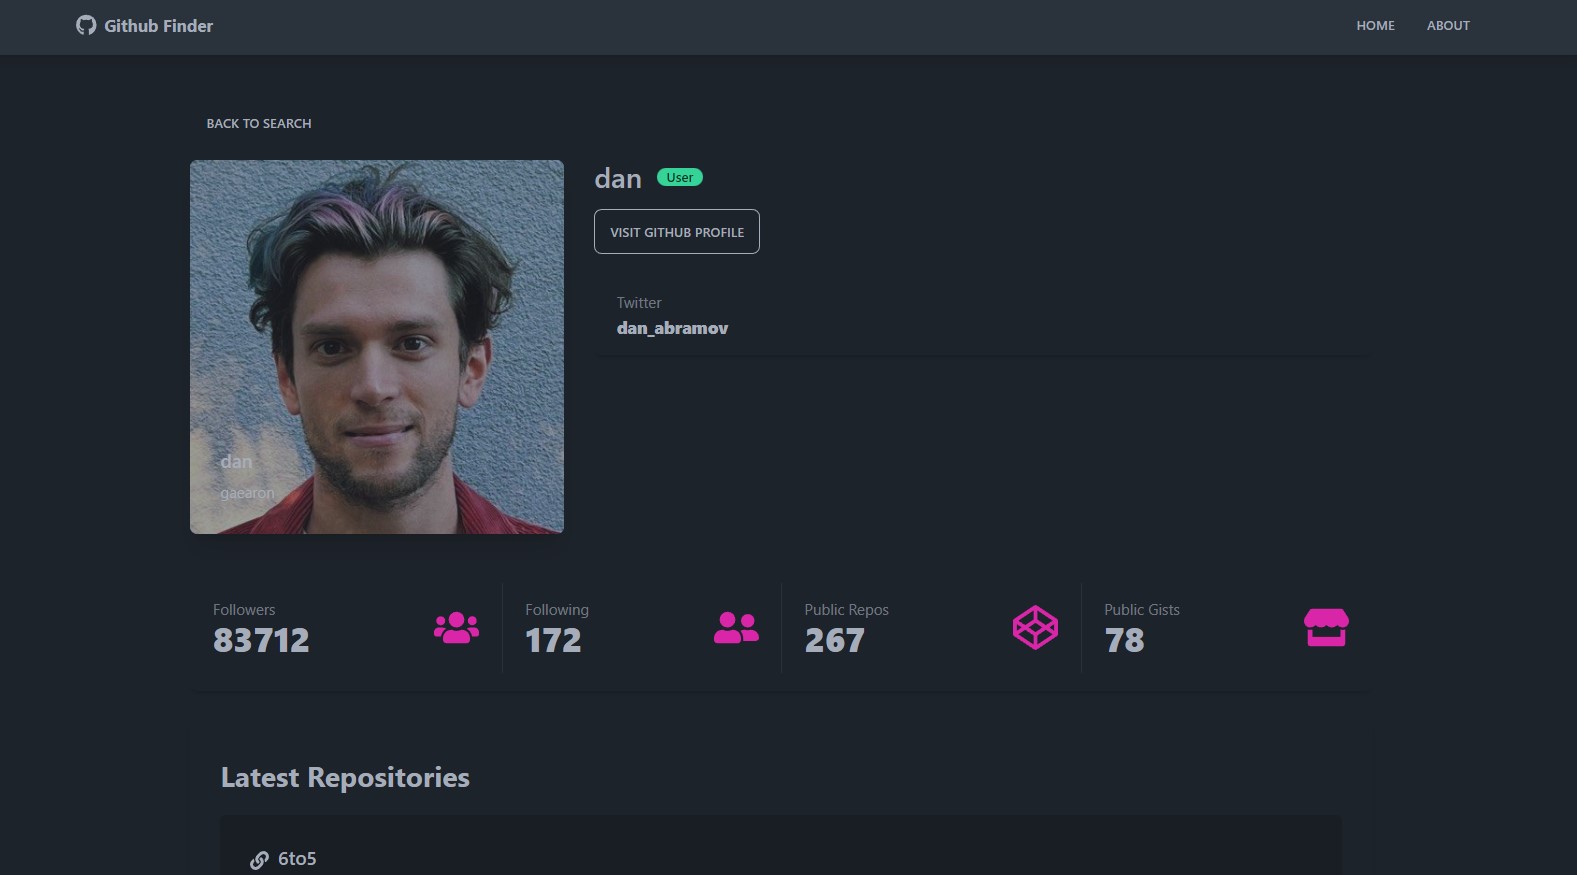 Github Finder
HOME
ABOUT
BACK TO SEARCH
dan
User
VISIT GITHUB PROFILE
Twitter
dan_abramov
dan
gaearon
Followers
83712
Following
172
Public Repos
267
Public Gists
78
Latest Repositories
6to5